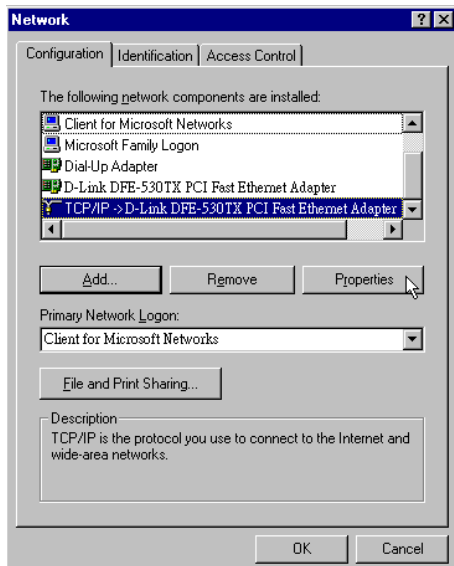 Network
Configuration Identification Access Control
The following network components are installed:
Client for Microsoft Networks
Microsoft Family Logon
Dial-Up Adapter
D-Link DFE-530TX PCI Fast Ethernet Adapter
TCP/IP ->D-Link DFE-530TX PCI Fast Ethernet Adapter
Add... Remove Properties
Primary Network Logon:
Client for Microsoft Networks
File and Print Sharing...
Description
TCP/IP is the protocol you use to connect to the Internet and
wide-area networks.
OK Cancel